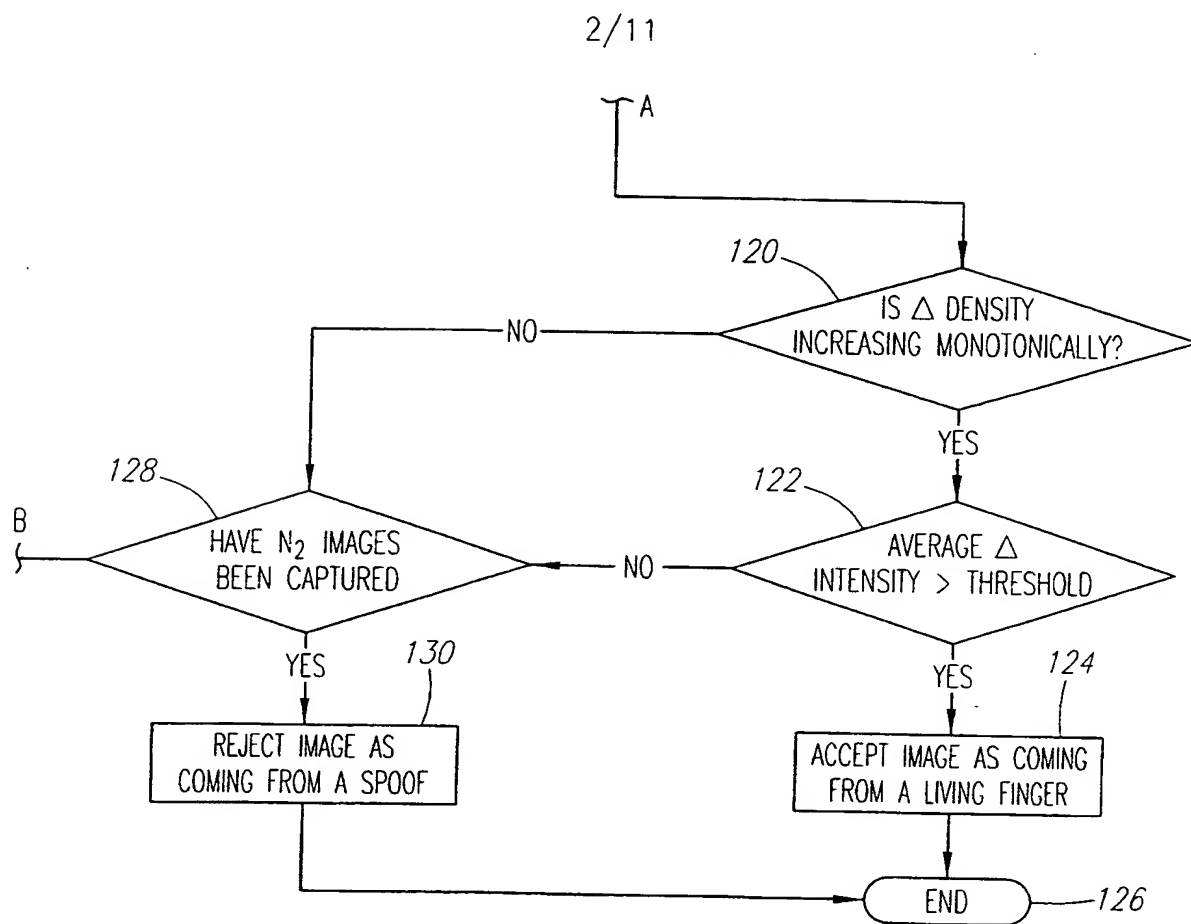 2/11
A
120
IS △ DENSITY
INCREASING MONOTONICALLY?
NO
YES
128
122
B
HAVE N₂ IMAGES
BEEN CAPTURED
NO
AVERAGE △
INTENSITY > THRESHOLD
YES
130
YES
124
REJECT IMAGE AS
COMING FROM A SPOOF
ACCEPT IMAGE AS COMING
FROM A LIVING FINGER
END
126